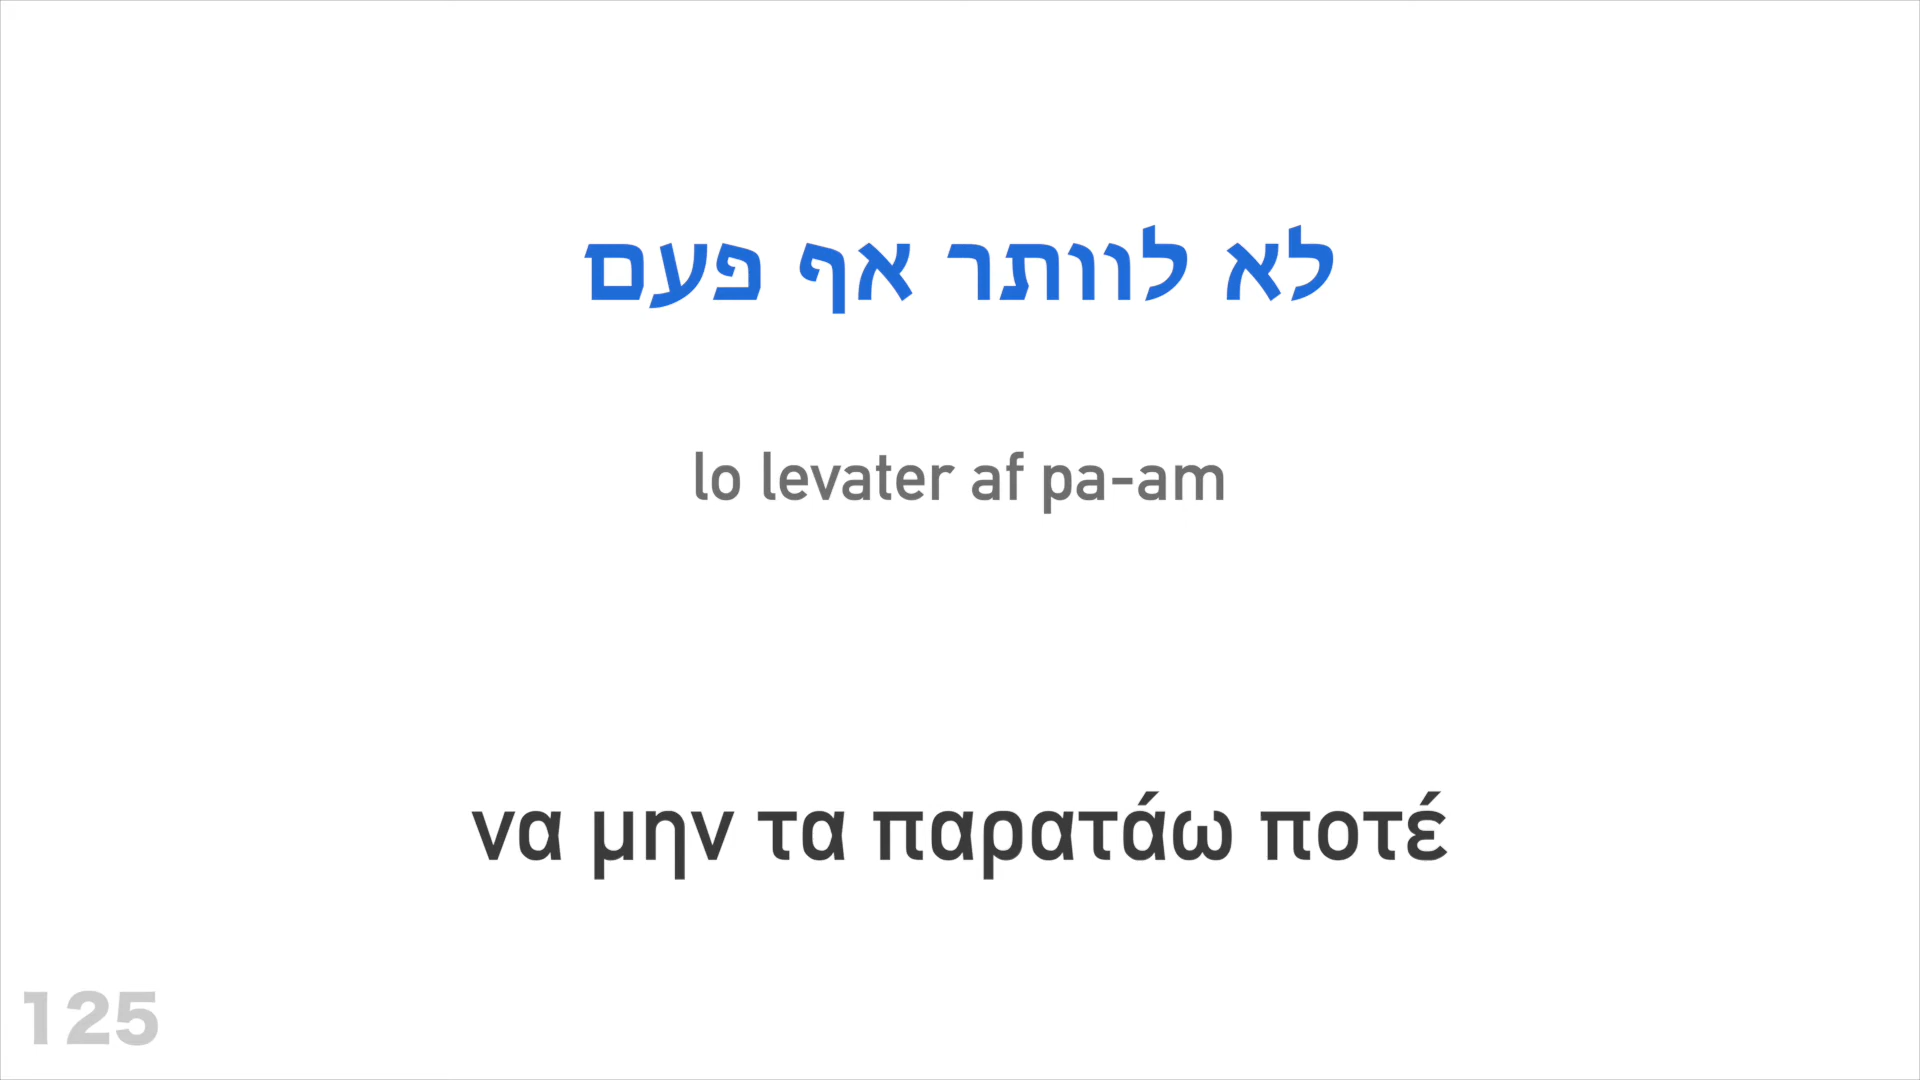 לא לוותר אף פעם
lo levater af pa-am
να μην τα παρατάω ποτέ
125